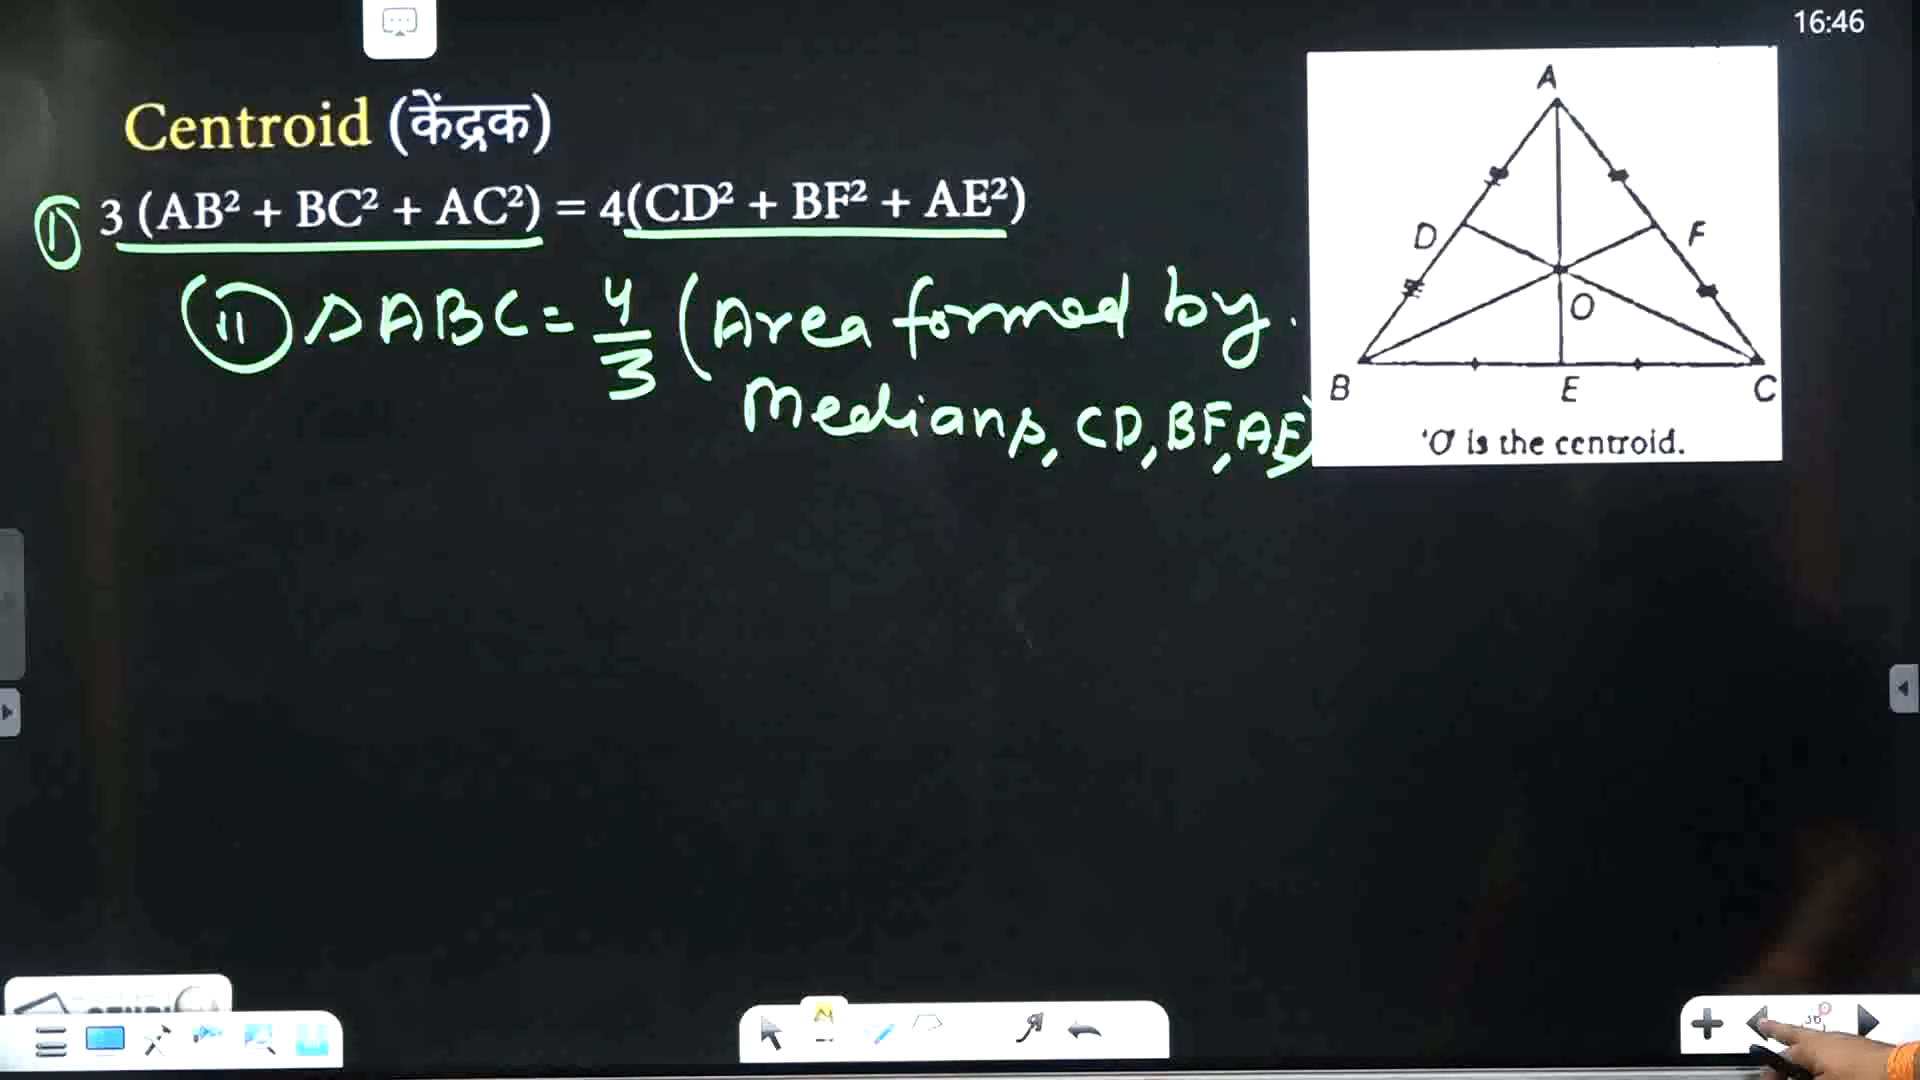 16:46
Centroid (केंद्रक)
① 3 (AB² + BC² + AC²) = 4(CD² + BF² + AE²)
(ii) △ABC = 4/3 (Area formed by
Medians, CD, BF, AE)
A
D F
O
B E C
'O' is the centroid.